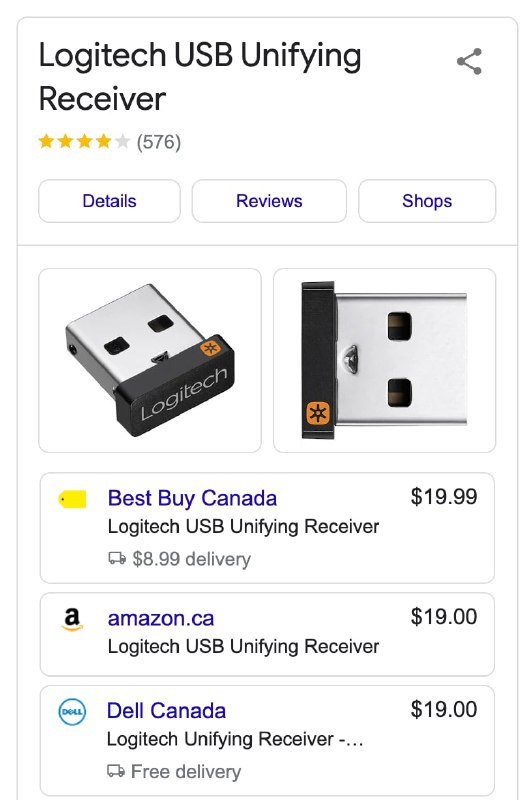 Logitech USB Unifying
Receiver
(576)
Details
Reviews
Shops
Logitech
Best Buy Canada
$19.99
Logitech USB Unifying Receiver
$8.99 delivery
a
amazon.ca
$19.00
Logitech USB Unifying Receiver
DELL
Dell Canada
$19.00
Logitech Unifying Receiver -...
Free delivery